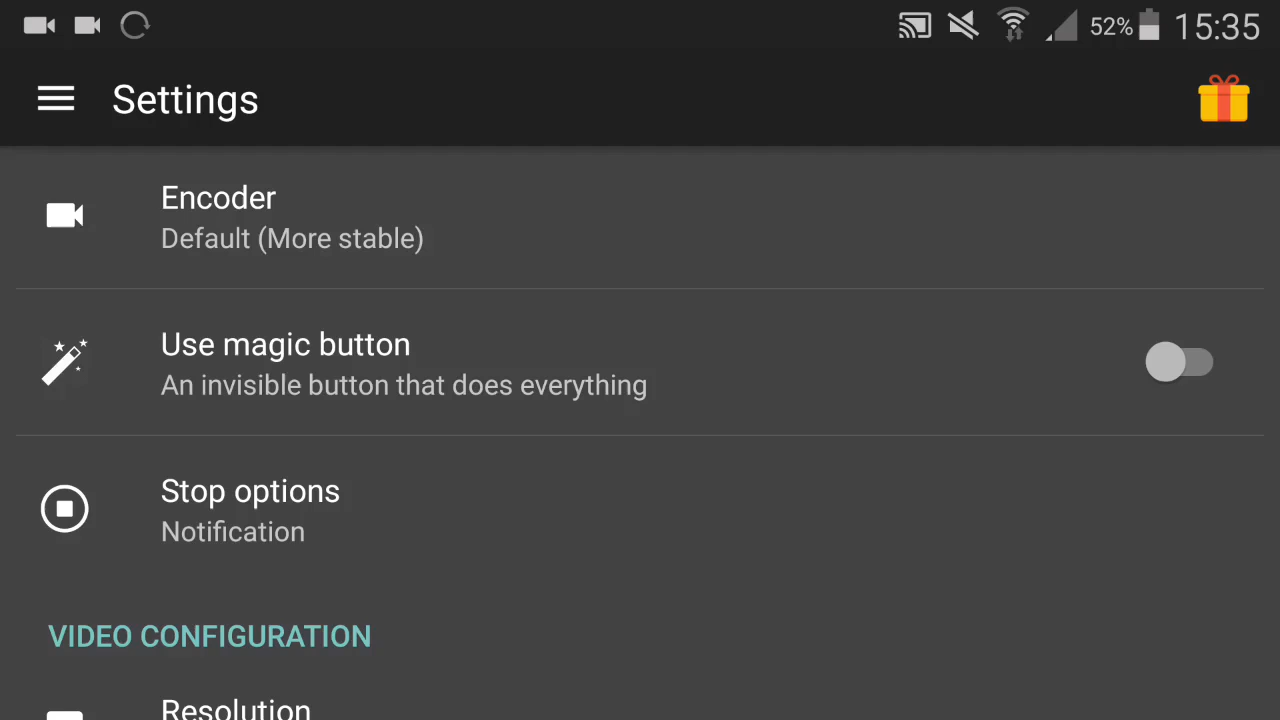 52% 15:35
Settings
Encoder
Default (More stable)
Use magic button
An invisible button that does everything
Stop options
Notification
VIDEO CONFIGURATION
Resolution